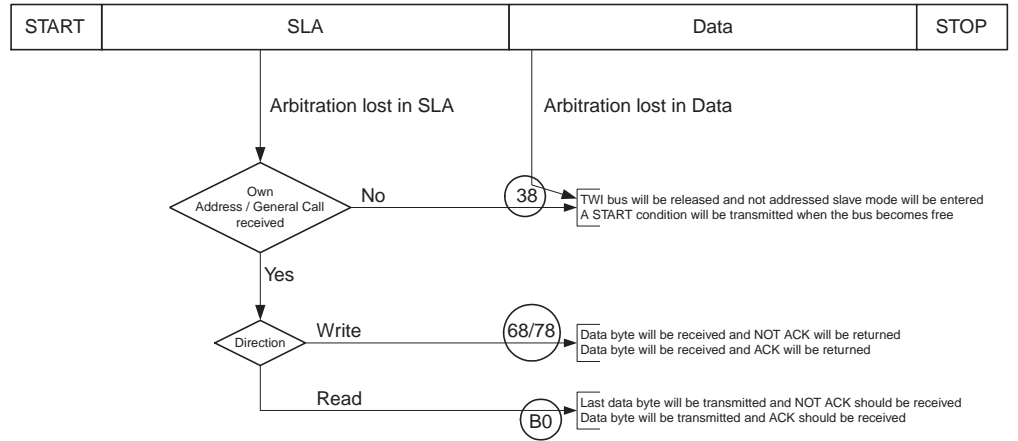 START SLA Data STOP
Arbitration lost in SLA Arbitration lost in Data
Own
Address / General Call
received
No
38
TWI bus will be released and not addressed slave mode will be entered
A START condition will be transmitted when the bus becomes free
Yes
Direction
Write
68/78
Data byte will be received and NOT ACK will be returned
Data byte will be received and ACK will be returned
Read
B0
Last data byte will be transmitted and NOT ACK should be received
Data byte will be transmitted and ACK should be received